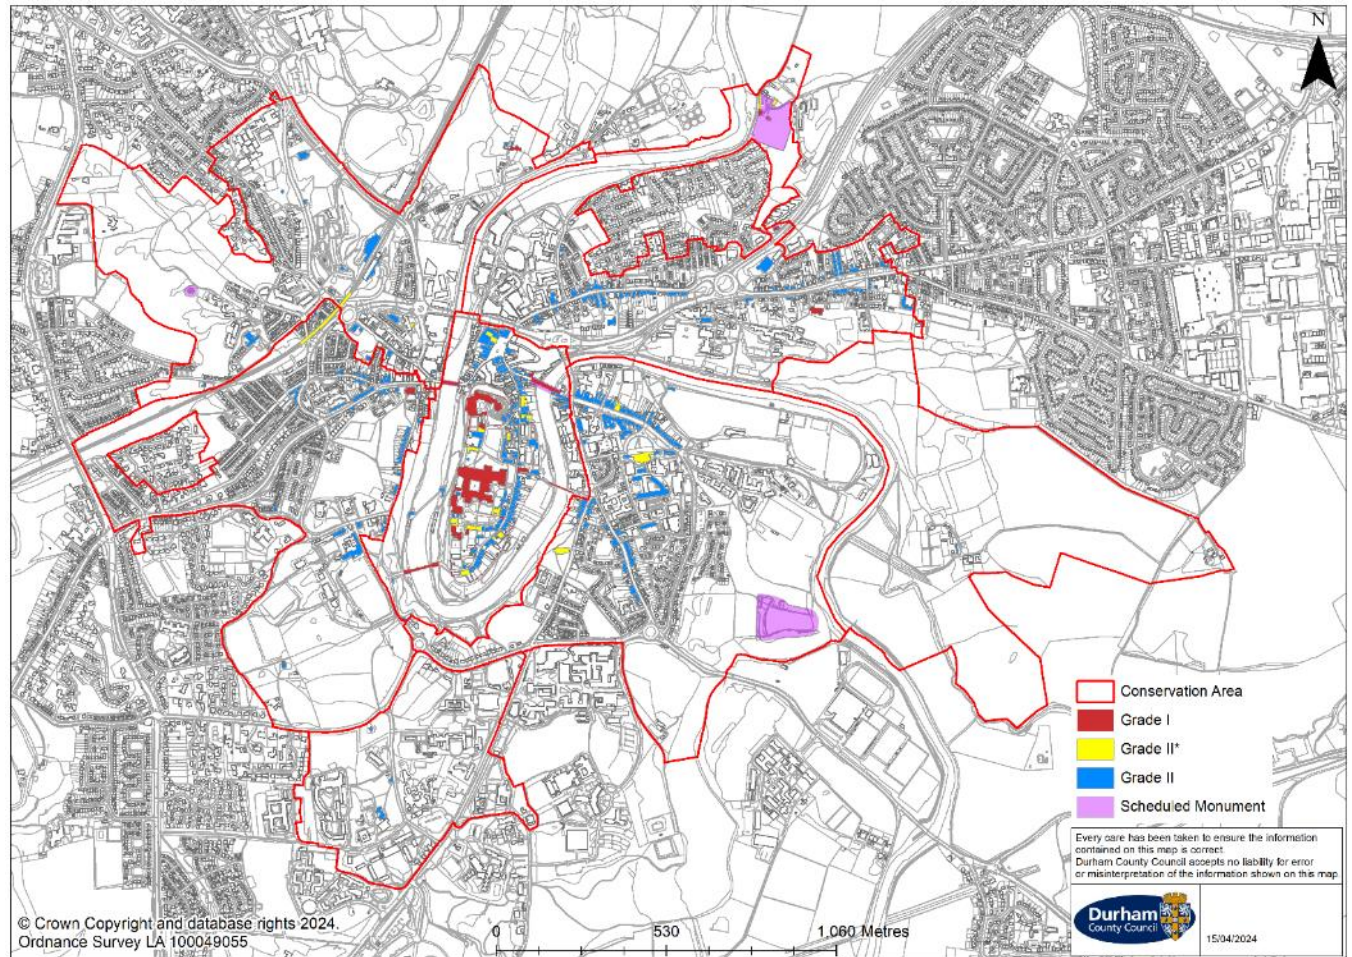 N
Conservation Area
Grade I
Grade II*
Grade II
Scheduled Monument
Every care has been taken to ensure the information
contained on this map is correct.
Durham County Council accepts no liability for error
or misinterpretation of the information shown on this map.
Durham
County Council
15/04/2024
© Crown Copyright and database rights 2024.
Ordnance Survey LA 100049055
0 530 1,060 Metres